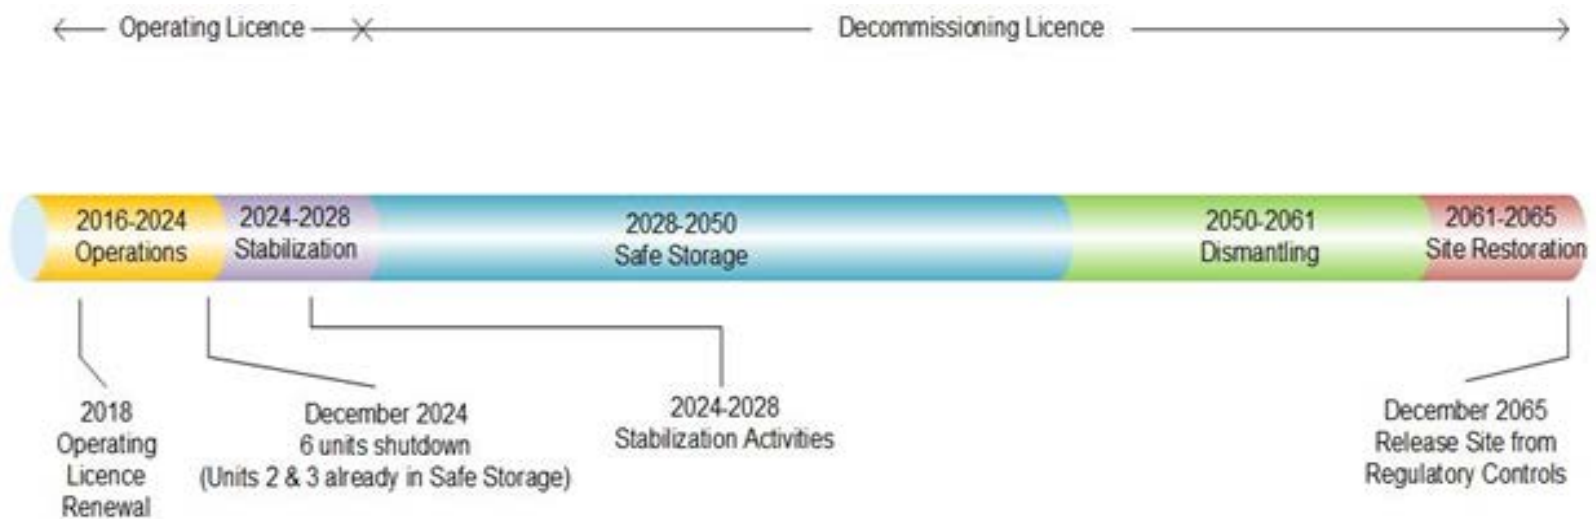 Operating Licence
Decommissioning Licence
2016-2024
Operations
2024-2028
Stabilization
2028-2050
Safe Storage
2050-2061
Dismantling
2061-2065
Site Restoration
2018
Operating
Licence
Renewal
December 2024
6 units shutdown
(Units 2 & 3 already in Safe Storage)
2024-2028
Stabilization Activities
December 2065
Release Site from
Regulatory Controls